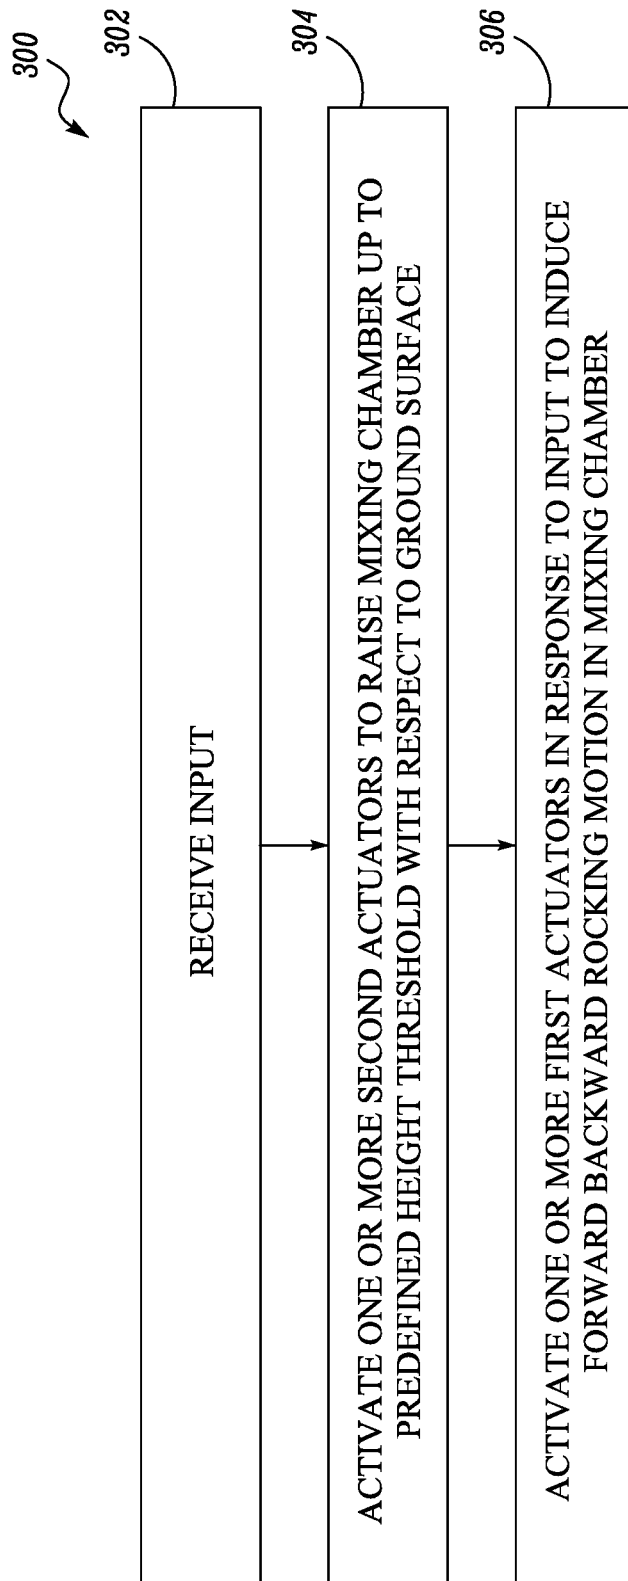 300
302
RECEIVE INPUT
304
ACTIVATE ONE OR MORE SECOND ACTUATORS TO RAISE MIXING CHAMBER UP TO
PREDEFINED HEIGHT THRESHOLD WITH RESPECT TO GROUND SURFACE
306
ACTIVATE ONE OR MORE FIRST ACTUATORS IN RESPONSE TO INPUT TO INDUCE
FORWARD BACKWARD ROCKING MOTION IN MIXING CHAMBER